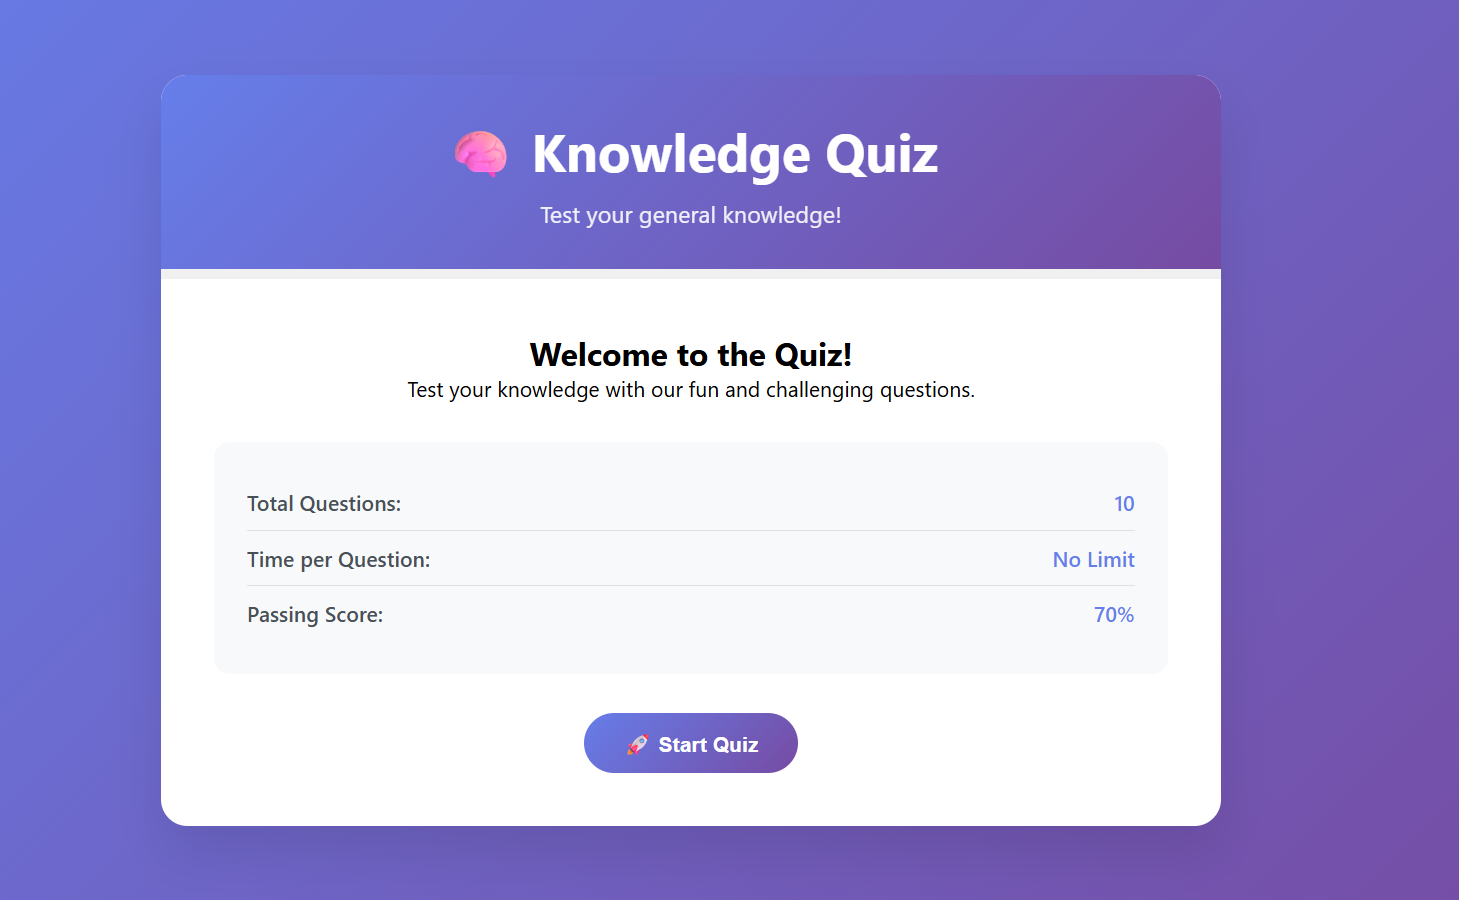 Knowledge Quiz
Test your general knowledge!
Welcome to the Quiz!
Test your knowledge with our fun and challenging questions.
Total Questions: 10
Time per Question: No Limit
Passing Score: 70%
Start Quiz